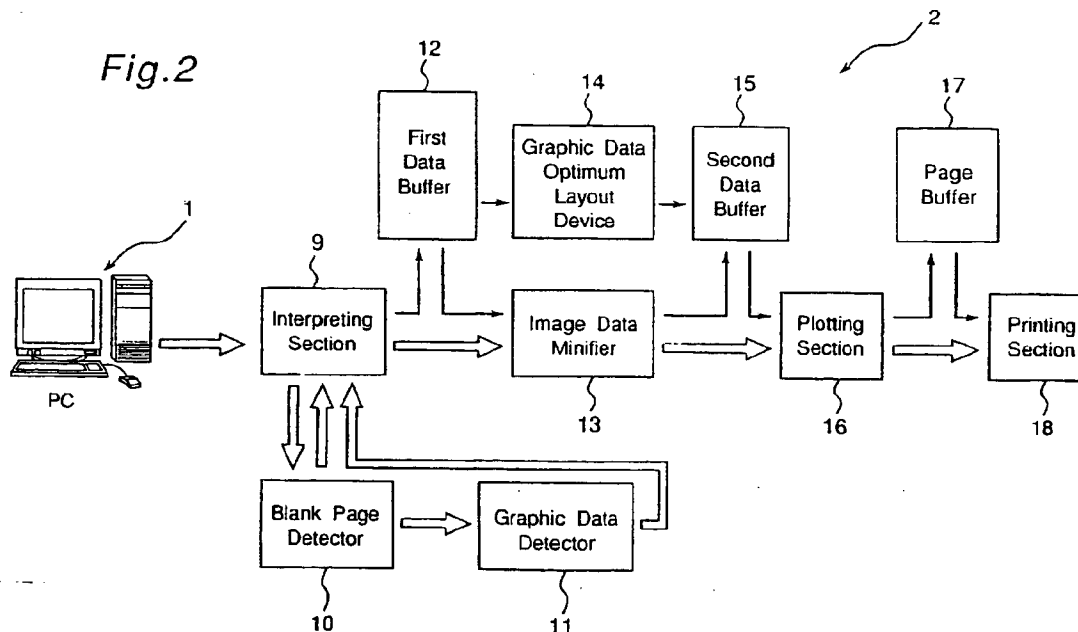 Fig.2
2
12
First
Data
Buffer
14
Graphic Data
Optimum
Layout
Device
15
Second
Data
Buffer
17
Page
Buffer
1
PC
9
Interpreting
Section
Image Data
Minifier
13
Plotting
Section
16
Printing
Section
18
Blank Page
Detector
10
Graphic Data
Detector
11